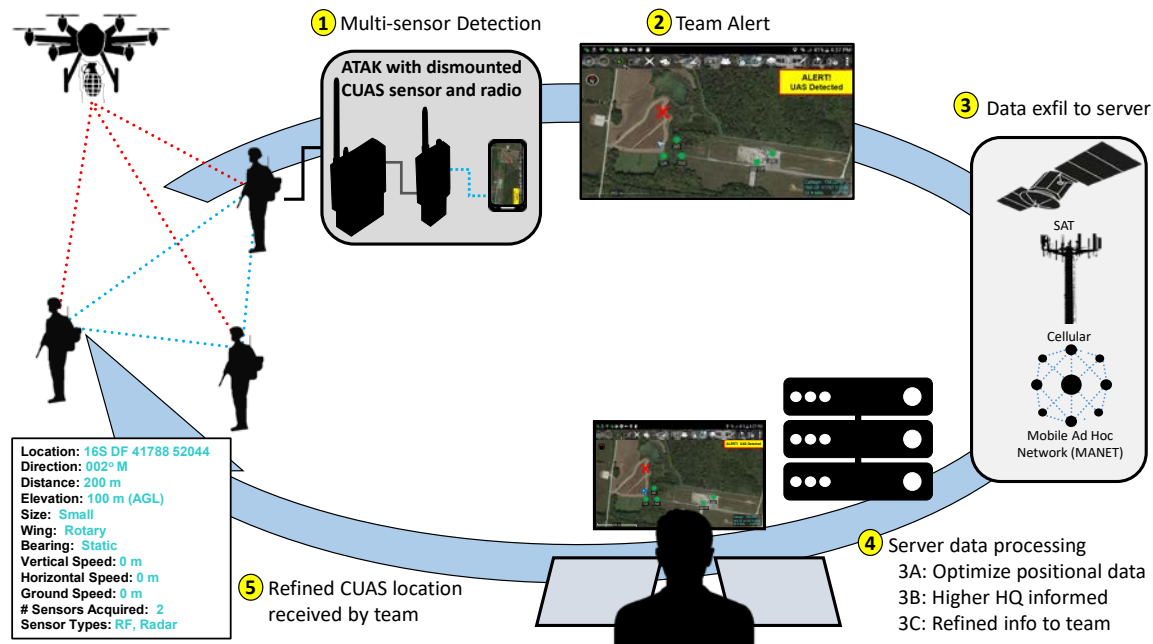 1 Multi-sensor Detection
ATAK with dismounted
CUAS sensor and radio
2 Team Alert
ALERT!
UAS Detected
3 Data exfil to server
SAT
Cellular
Mobile Ad Hoc
Network (MANET)
4 Server data processing
3A: Optimize positional data
3B: Higher HQ informed
3C: Refined info to team
ALERT! UAS Detected
5 Refined CUAS location
received by team
Location: 16S DF 41788 52044
Direction: 002º M
Distance: 200 m
Elevation: 100 m (AGL)
Size: Small
Wing: Rotary
Bearing: Static
Vertical Speed: 0 m
Horizontal Speed: 0 m
Ground Speed: 0 m
# Sensors Acquired: 2
Sensor Types: RF, Radar